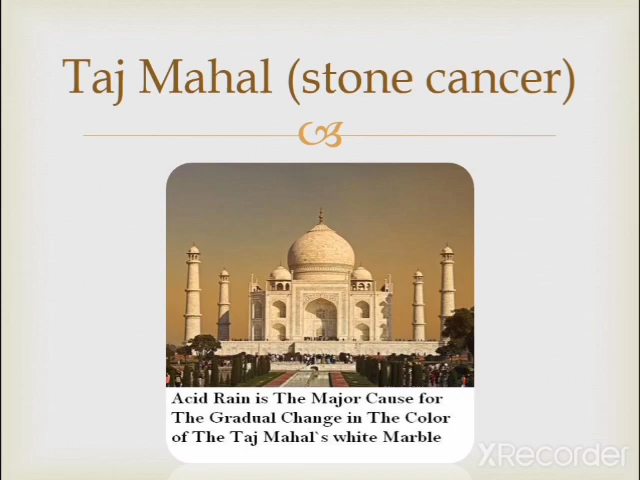 Taj Mahal (stone cancer)
Acid Rain is The Major Cause for
The Gradual Change in The Color
of The Taj Mahal`s white Marble
XRecorder